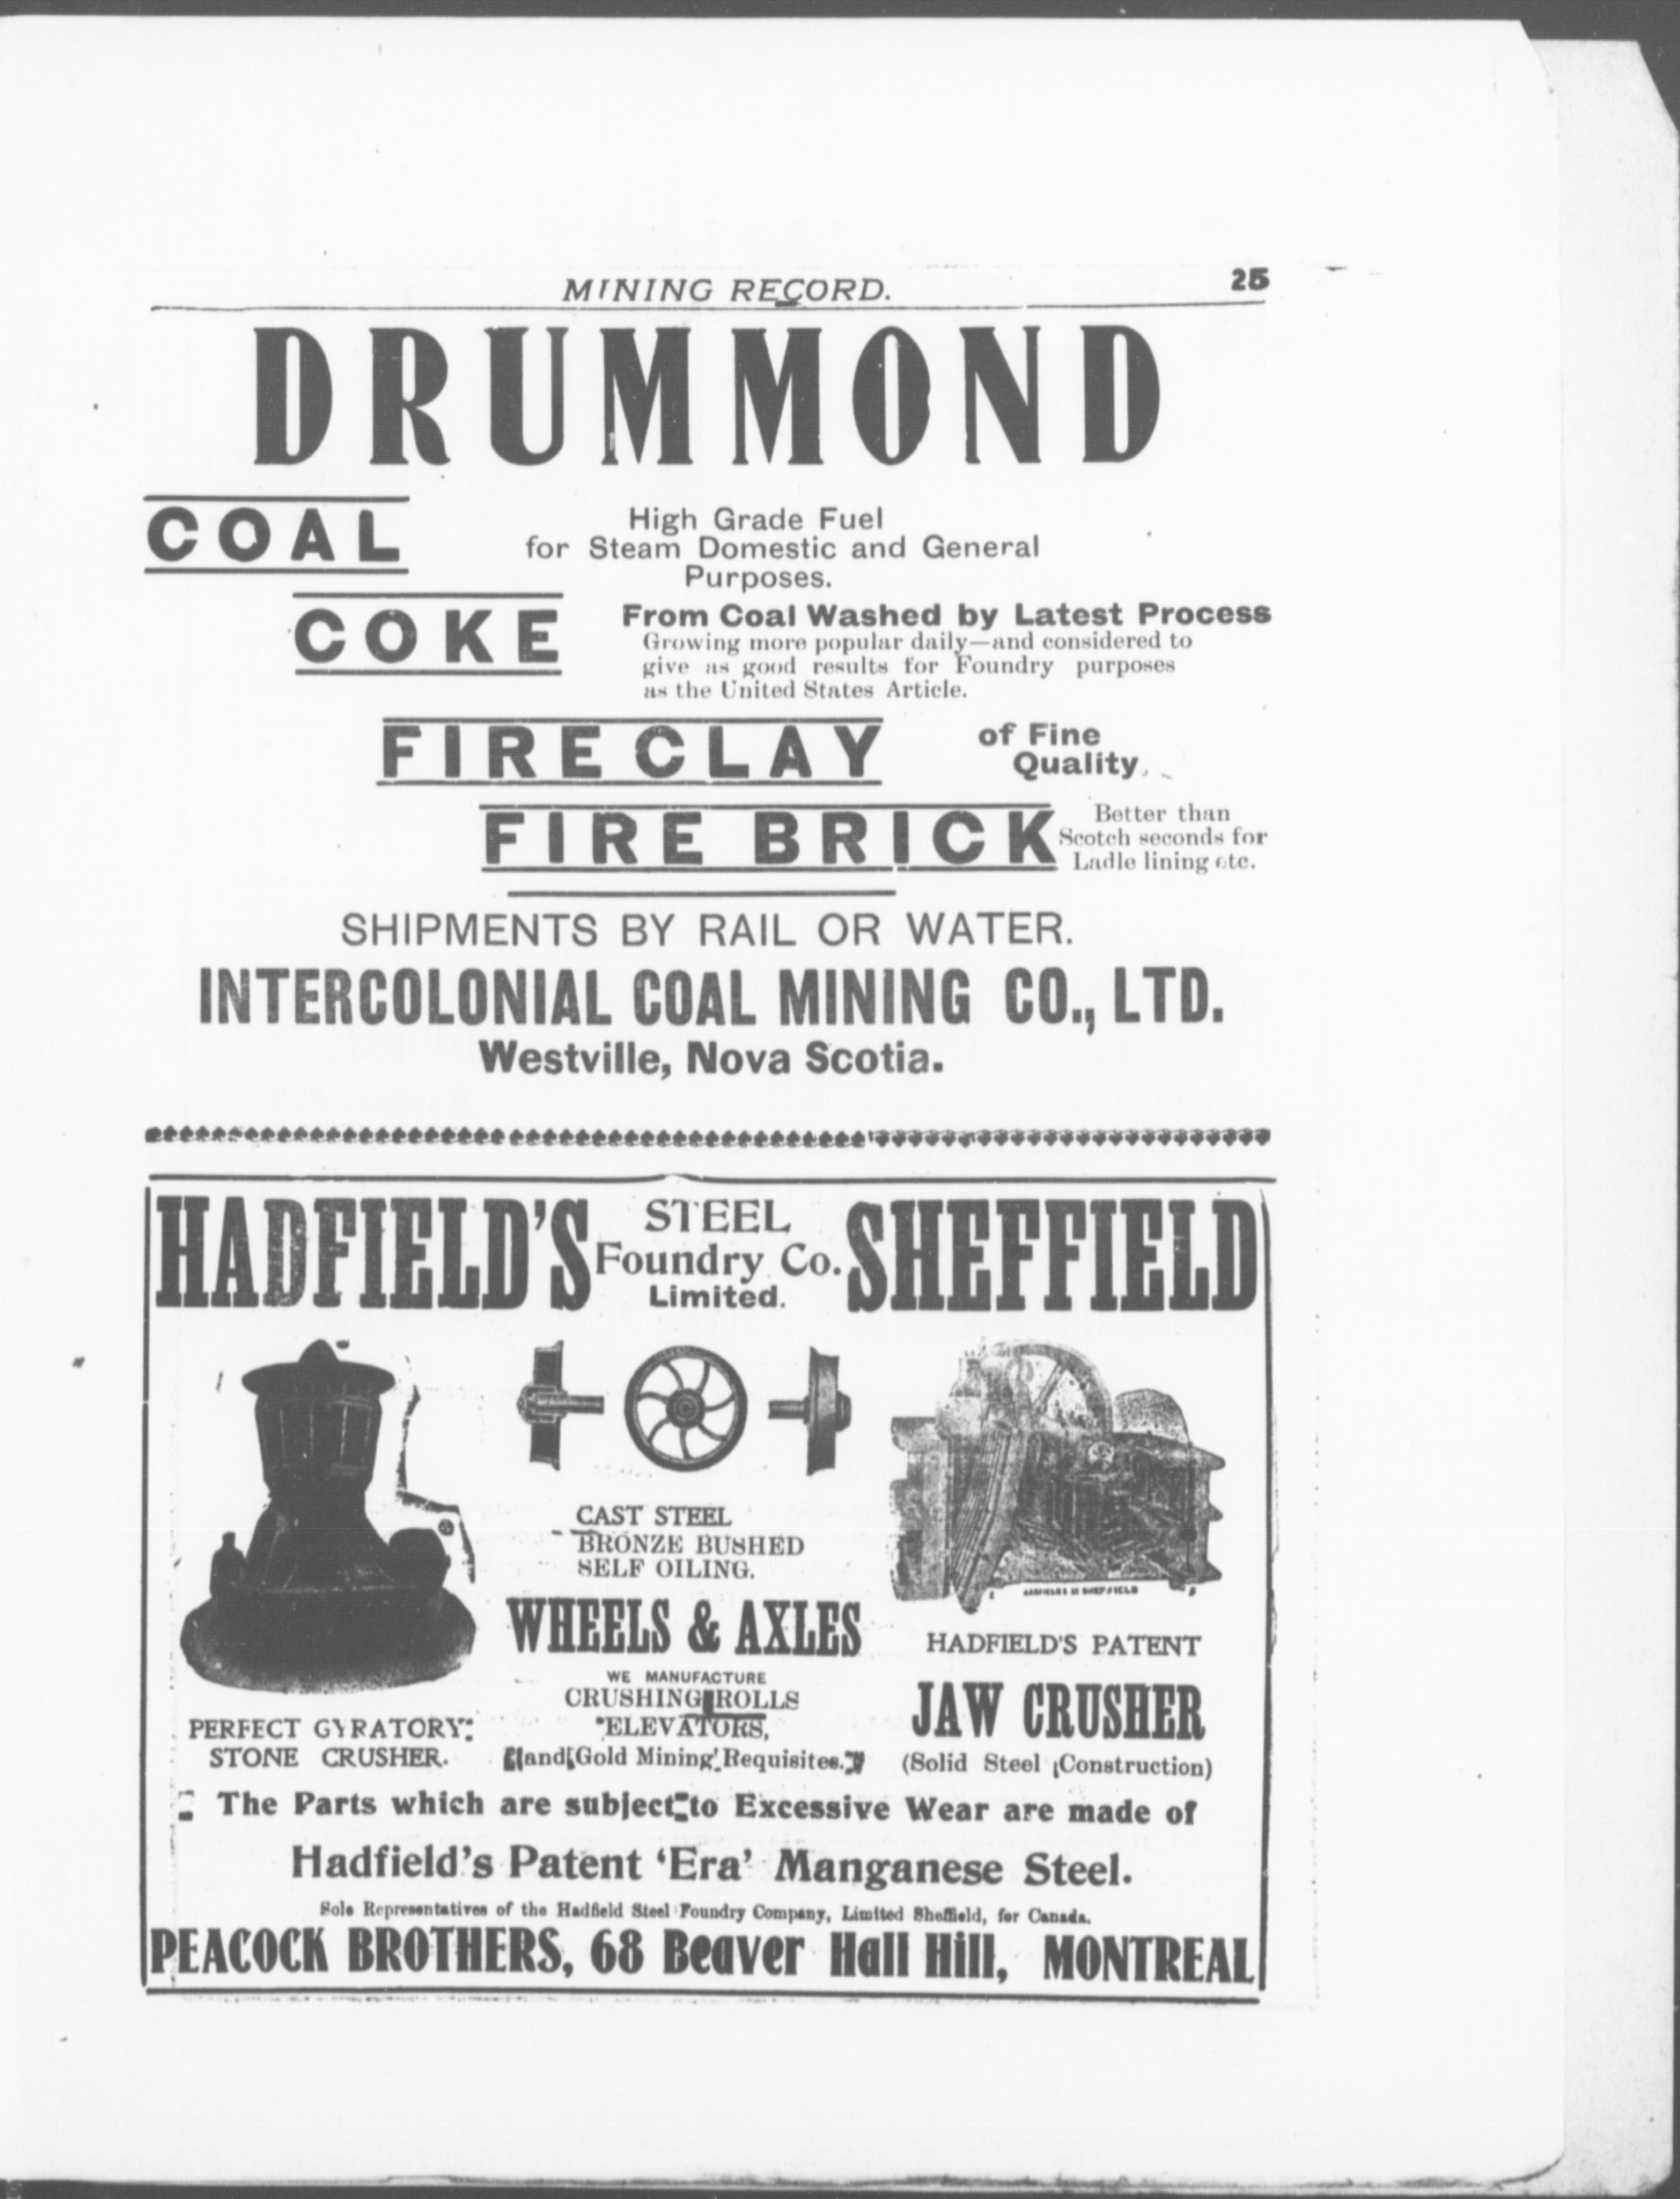 MINING RECORD. 25
DRUMMOND
COAL
High Grade Fuel
for Steam Domestic and General
Purposes.
COKE
From Coal Washed by Latest Process
Growing more popular daily—and considered to
give as good results for Foundry purposes
as the United States Article.
FIRECLAY
of Fine
Quality.
FIRE BRICK
Better than
Scotch seconds for
Ladle lining etc.
SHIPMENTS BY RAIL OR WATER.
INTERCOLONIAL COAL MINING CO., LTD.
Westville, Nova Scotia.
HADFIELD'S STEEL Foundry Co. Limited. SHEFFIELD
CAST STEEL
BRONZE BUSHED
SELF OILING.
WHEELS & AXLES
WE MANUFACTURE
CRUSHING ROLLS
ELEVATORS,
and Gold Mining Requisites.
PERFECT GYRATORY
STONE CRUSHER.
HADFIELDS SHEFFIELD
HADFIELD'S PATENT
JAW CRUSHER
(Solid Steel Construction)
The Parts which are subject to Excessive Wear are made of
Hadfield's Patent 'Era' Manganese Steel.
Sole Representatives of the Hadfield Steel Foundry Company, Limited Sheffield, for Canada.
PEACOCK BROTHERS, 68 Beaver Hall Hill, MONTREAL